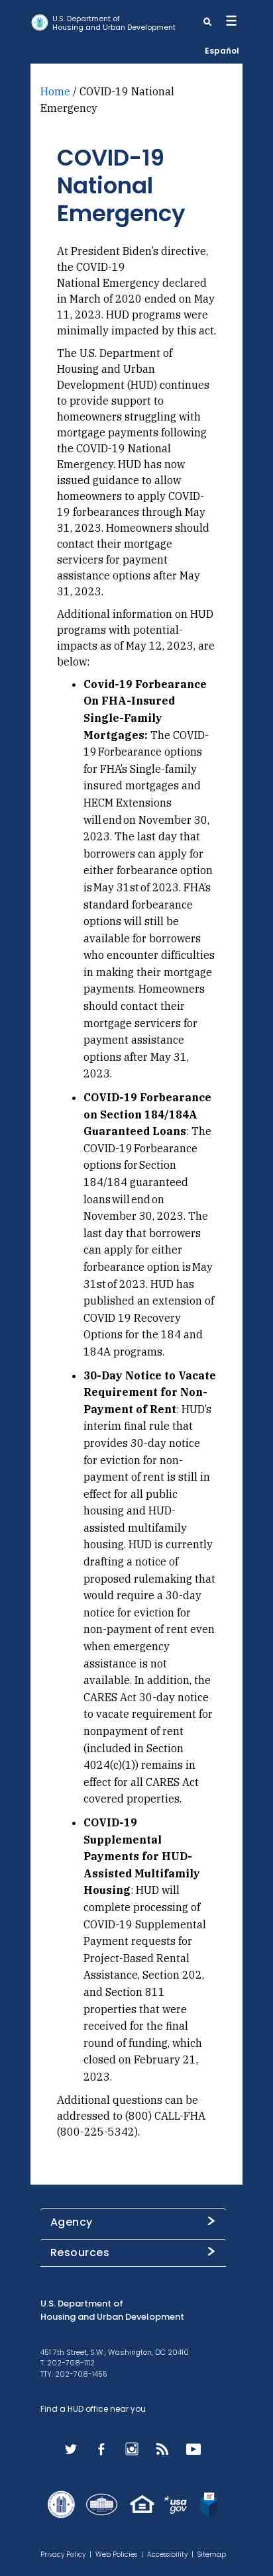 U.S. Department of
Housing and Urban Development
Español
Home / COVID-19 National
Emergency
COVID-19
National
Emergency
At President Biden's directive,
the COVID-19
National Emergency declared
in March of 2020 ended on May
11, 2023. HUD programs were
minimally impacted by this act.
The U.S. Department of
Housing and Urban
Development (HUD) continues
to provide support to
homeowners struggling with
mortgage payments following
the COVID-19 National
Emergency. HUD has now
issued guidance to allow
homeowners to apply COVID-
19 forbearances through May
31, 2023. Homeowners should
contact their mortgage
servicers for payment
assistance options after May
31, 2023.
Additional information on HUD
programs with potential-
impacts as of May 12, 2023, are
below:
• Covid-19 Forbearance
On FHA-Insured
Single-Family
Mortgages: The COVID-
19 Forbearance options
for FHA's Single-family
insured mortgages and
HECM Extensions
will end on November 30,
2023. The last day that
borrowers can apply for
either forbearance option
is May 31st of 2023. FHA's
standard forbearance
options will still be
available for borrowers
who encounter difficulties
in making their mortgage
payments. Homeowners
should contact their
mortgage servicers for
payment assistance
options after May 31,
2023.
• COVID-19 Forbearance
on Section 184/184A
Guaranteed Loans: The
COVID-19 Forbearance
options for Section
184/184 guaranteed
loans will end on
November 30, 2023. The
last day that borrowers
can apply for either
forbearance option is May
31st of 2023. HUD has
published an extension of
COVID 19 Recovery
Options for the 184 and
184A programs.
• 30-Day Notice to Vacate
Requirement for Non-
Payment of Rent: HUD's
interim final rule that
provides 30-day notice
for eviction for non-
payment of rent is still in
effect for all public
housing and HUD-
assisted multifamily
housing. HUD is currently
drafting a notice of
proposed rulemaking that
would require a 30-day
notice for eviction for
non-payment of rent even
when emergency
assistance is not
available. In addition, the
CARES Act 30-day notice
to vacate requirement for
nonpayment of rent
(included in Section
4024(c)(1)) remains in
effect for all CARES Act
covered properties.
• COVID-19
Supplemental
Payments for HUD-
Assisted Multifamily
Housing: HUD will
complete processing of
COVID-19 Supplemental
Payment requests for
Project-Based Rental
Assistance, Section 202,
and Section 811
properties that were
received for the final
round of funding, which
closed on February 21,
2023.
Additional questions can be
addressed to (800) CALL-FHA
(800-225-5342).
Agency
Resources
U.S. Department of
Housing and Urban Development
451 7th Street, S.W., Washington, DC 20410
T: 202-708-1112
TTY: 202-708-1455
Find a HUD office near you
usa
gov
Privacy Policy | Web Policies | Accessibility | Sitemap